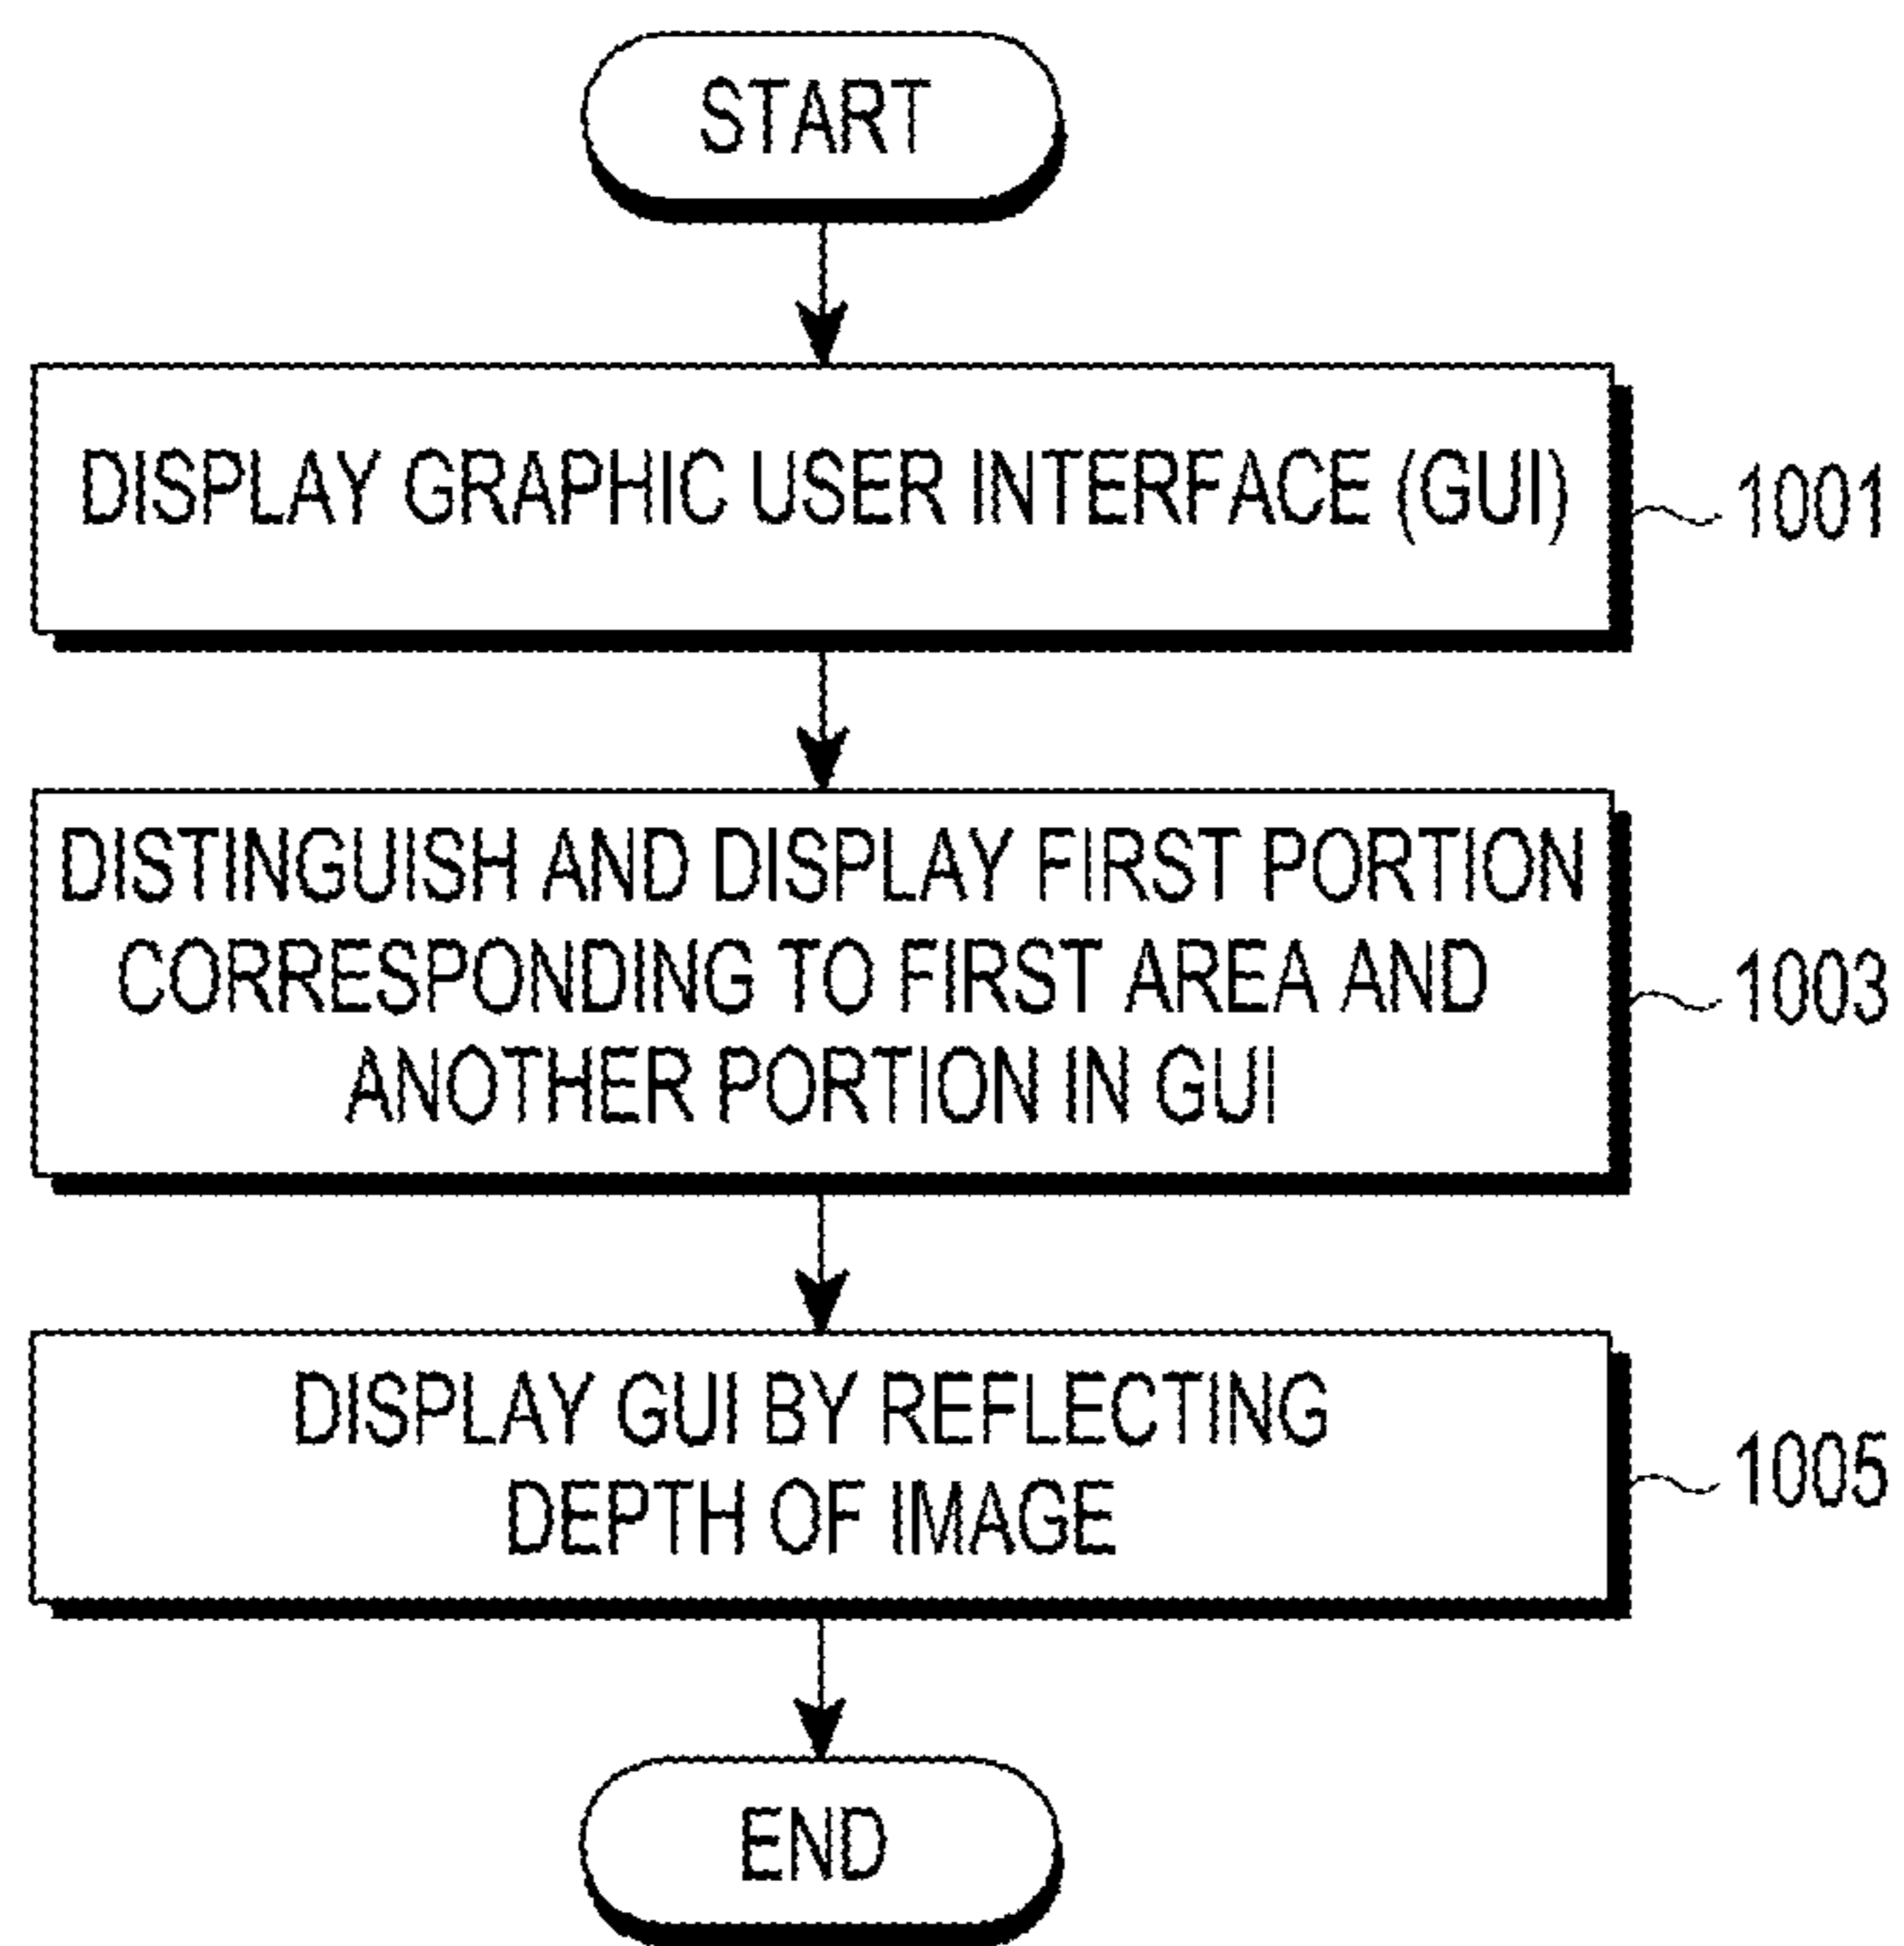 START
DISPLAY GRAPHIC USER INTERFACE (GUI)
1001
DISTINGUISH AND DISPLAY FIRST PORTION
CORRESPONDING TO FIRST AREA AND
ANOTHER PORTION IN GUI
1003
DISPLAY GUI BY REFLECTING
DEPTH OF IMAGE
1005
END